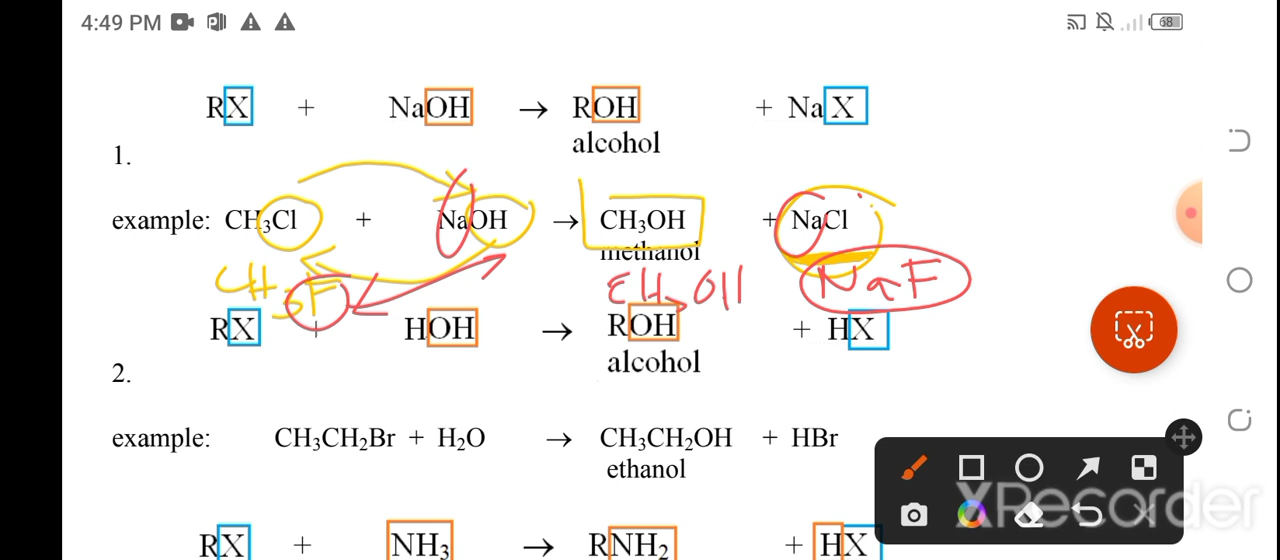 4:49 PM 68
RX + NaOH → ROH + NaX
alcohol
1.
example: CH₃Cl + NaOH → CH₃OH + NaCl
methanol
CH₃F CH₃OH NaF
RX + HOH → ROH + HX
alcohol
2.
example: CH₃CH₂Br + H₂O → CH₃CH₂OH + HBr
ethanol
XRecorder
RX + NH₃ → RNH₂ + HX